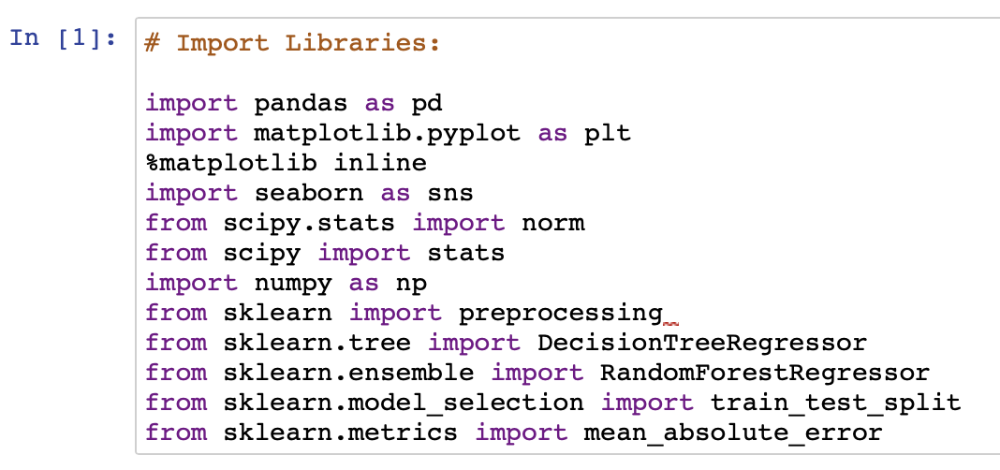 In [1]: # Import Libraries:
import pandas as pd
import matplotlib.pyplot as plt
%matplotlib inline
import seaborn as sns
from scipy.stats import norm
from scipy import stats
import numpy as np
from sklearn import preprocessing
from sklearn.tree import DecisionTreeRegressor
from sklearn.ensemble import RandomForestRegressor
from sklearn.model_selection import train_test_split
from sklearn.metrics import mean_absolute_error